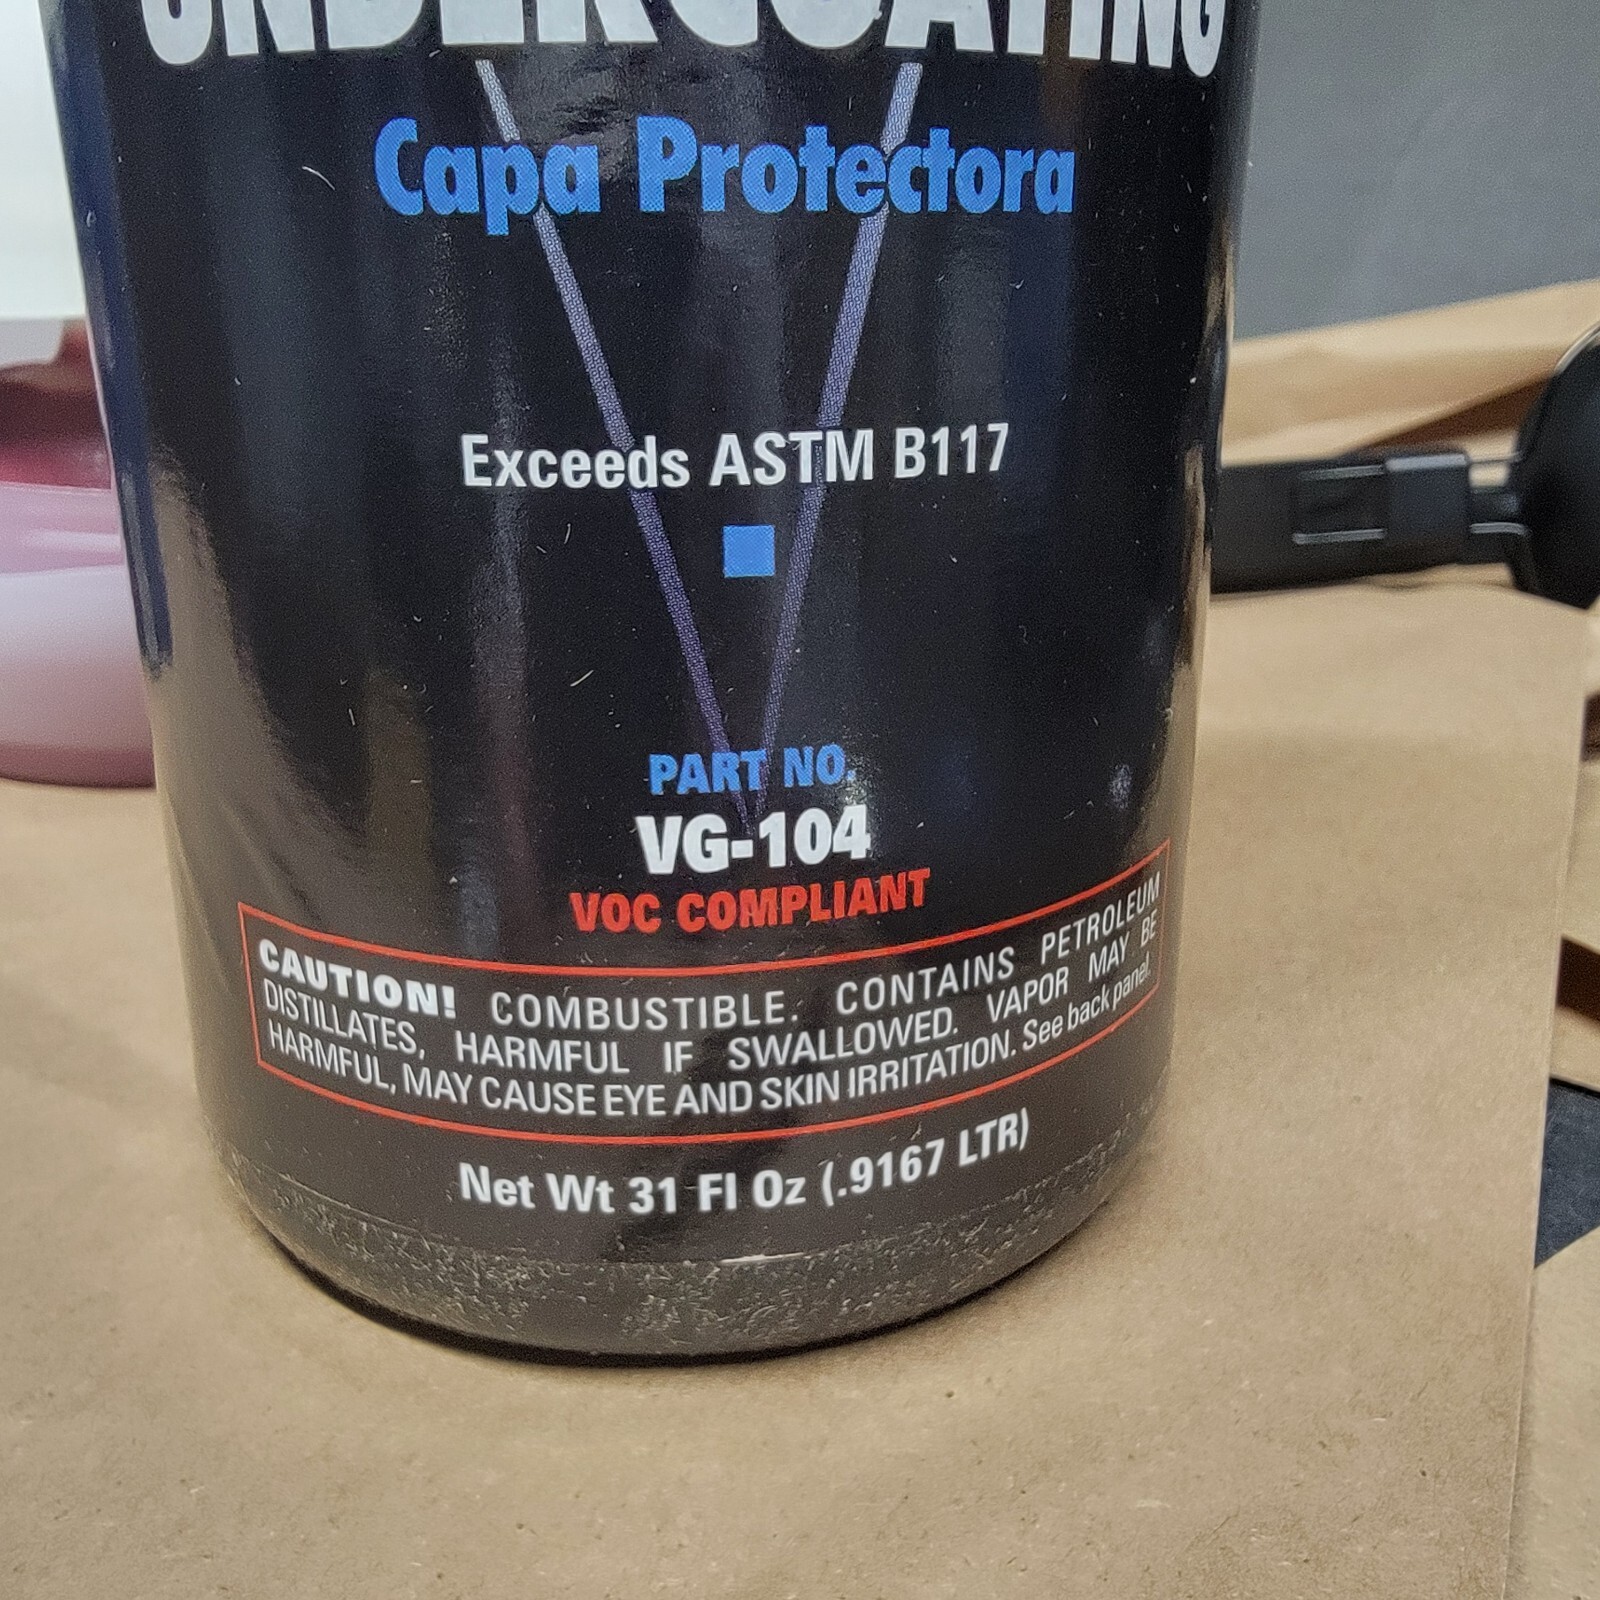 UNDERCOATING
Capa Protectora
Exceeds ASTM B117
PART NO.
VG-104
VOC COMPLIANT
CAUTION! COMBUSTIBLE. CONTAINS PETROLEUM
DISTILLATES, HARMFUL IF SWALLOWED. VAPOR MAY BE
HARMFUL, MAY CAUSE EYE AND SKIN IRRITATION. See back panel.
Net Wt 31 Fl Oz (.9167 LTR)